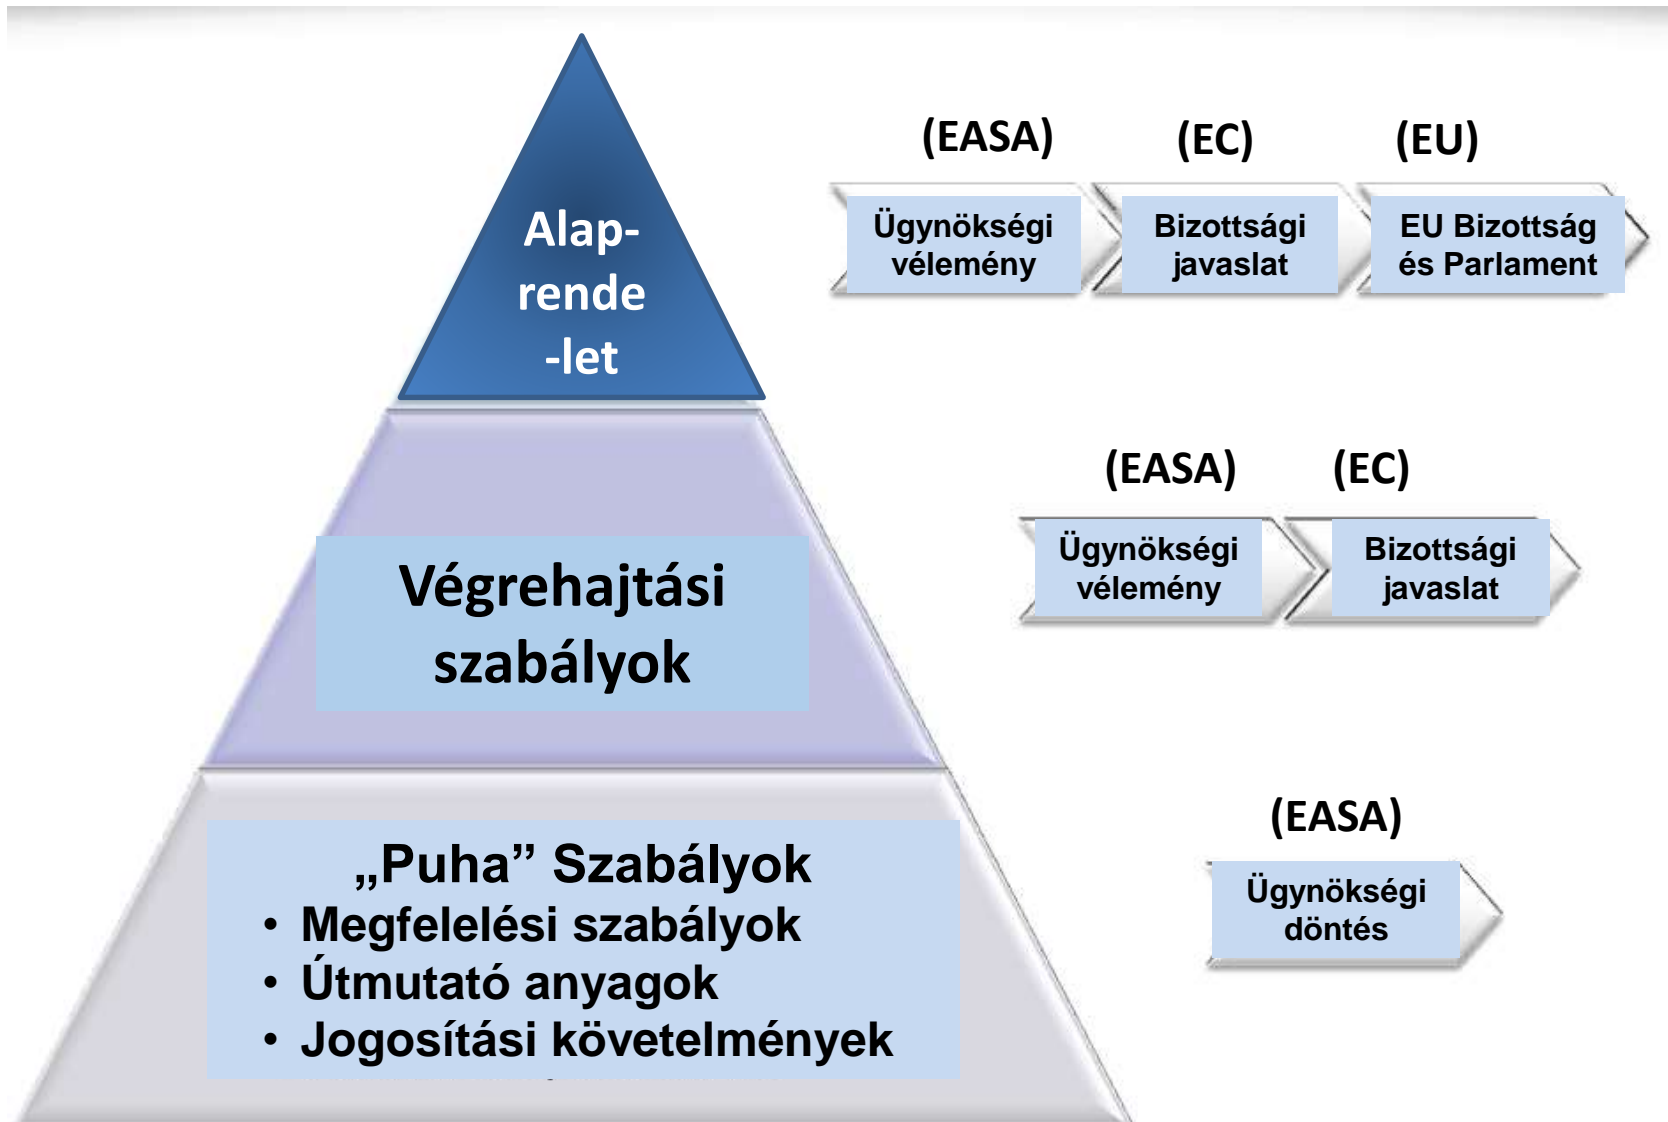 Alap-
rende
-let
(EASA) (EC) (EU)
Ügynökségi
vélemény
Bizottsági
javaslat
EU Bizottság
és Parlament
Végrehajtási
szabályok
(EASA) (EC)
Ügynökségi
vélemény
Bizottsági
javaslat
„Puha” Szabályok
• Megfelelési szabályok
• Útmutató anyagok
• Jogosítási követelmények
(EASA)
Ügynökségi
döntés